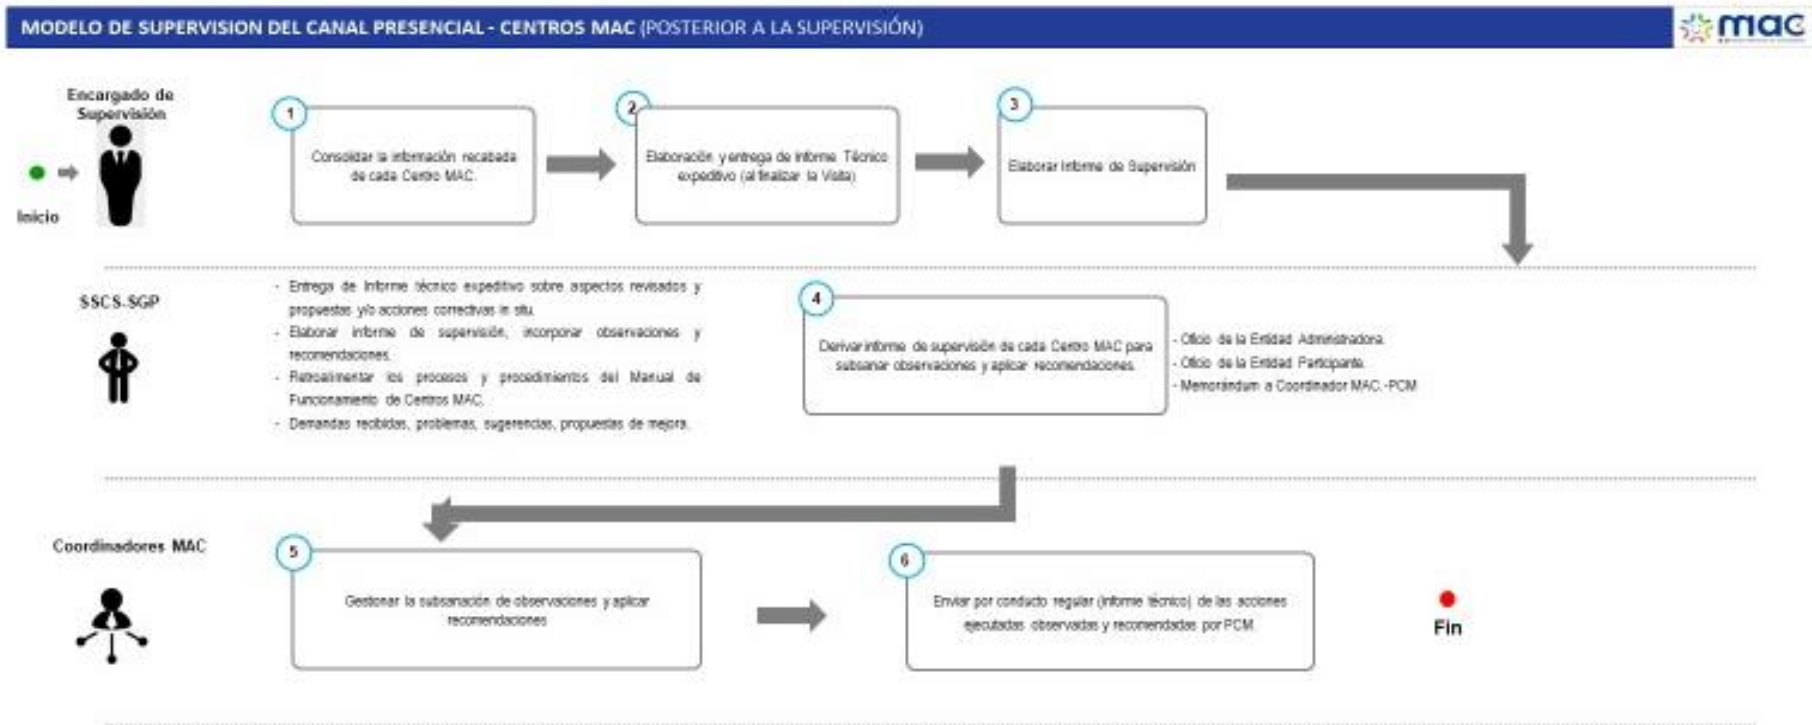 MODELO DE SUPERVISION DEL CANAL PRESENCIAL - CENTROS MAC (POSTERIOR A LA SUPERVISIÓN)
mac
Encargado de
Supervisión
Inicio
1
Consolidar la información recabada
de cada Centro MAC.
2
Elaboración y entrega de informe Técnico
expeditivo (al finalizar la Visita)
3
Elaborar Informe de Supervisión
SSCS-SGP
- Entrega de Informe técnico expeditivo sobre aspectos revisados y
propuestas y/o acciones correctivas in situ.
- Elaborar informe de supervisión, incorporar observaciones y
recomendaciones.
- Retroalimentar los procesos y procedimientos del Manual de
Funcionamiento de Centros MAC.
- Demandas recibidas, problemas, sugerencias, propuestas de mejora.
4
Derivar informe de supervisión de cada Centro MAC para
subsanar observaciones y aplicar recomendaciones.
- Oficio de la Entidad Administradora.
- Oficio de la Entidad Participante.
- Memorándum a Coordinador MAC.-PCM
Coordinadores MAC
5
Gestionar la subsanación de observaciones y aplicar
recomendaciones
6
Enviar por conducto regular (informe técnico) de las acciones
ejecutadas observadas y recomendadas por PCM.
Fin